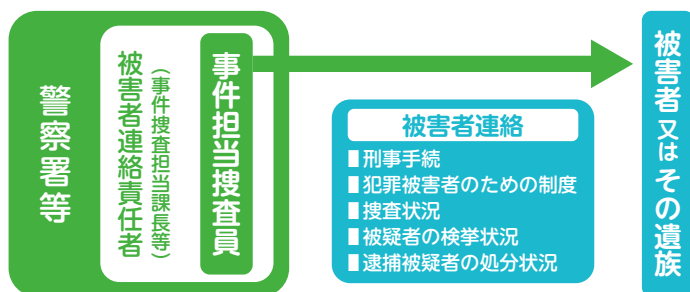 警察署等
被害者連絡責任者
（事件捜査担当課長等）
事件担当捜査員
被害者連絡
■刑事手続
■犯罪被害者のための制度
■捜査状況
■被疑者の検挙状況
■逮捕被疑者の処分状況
被害者又はその遺族